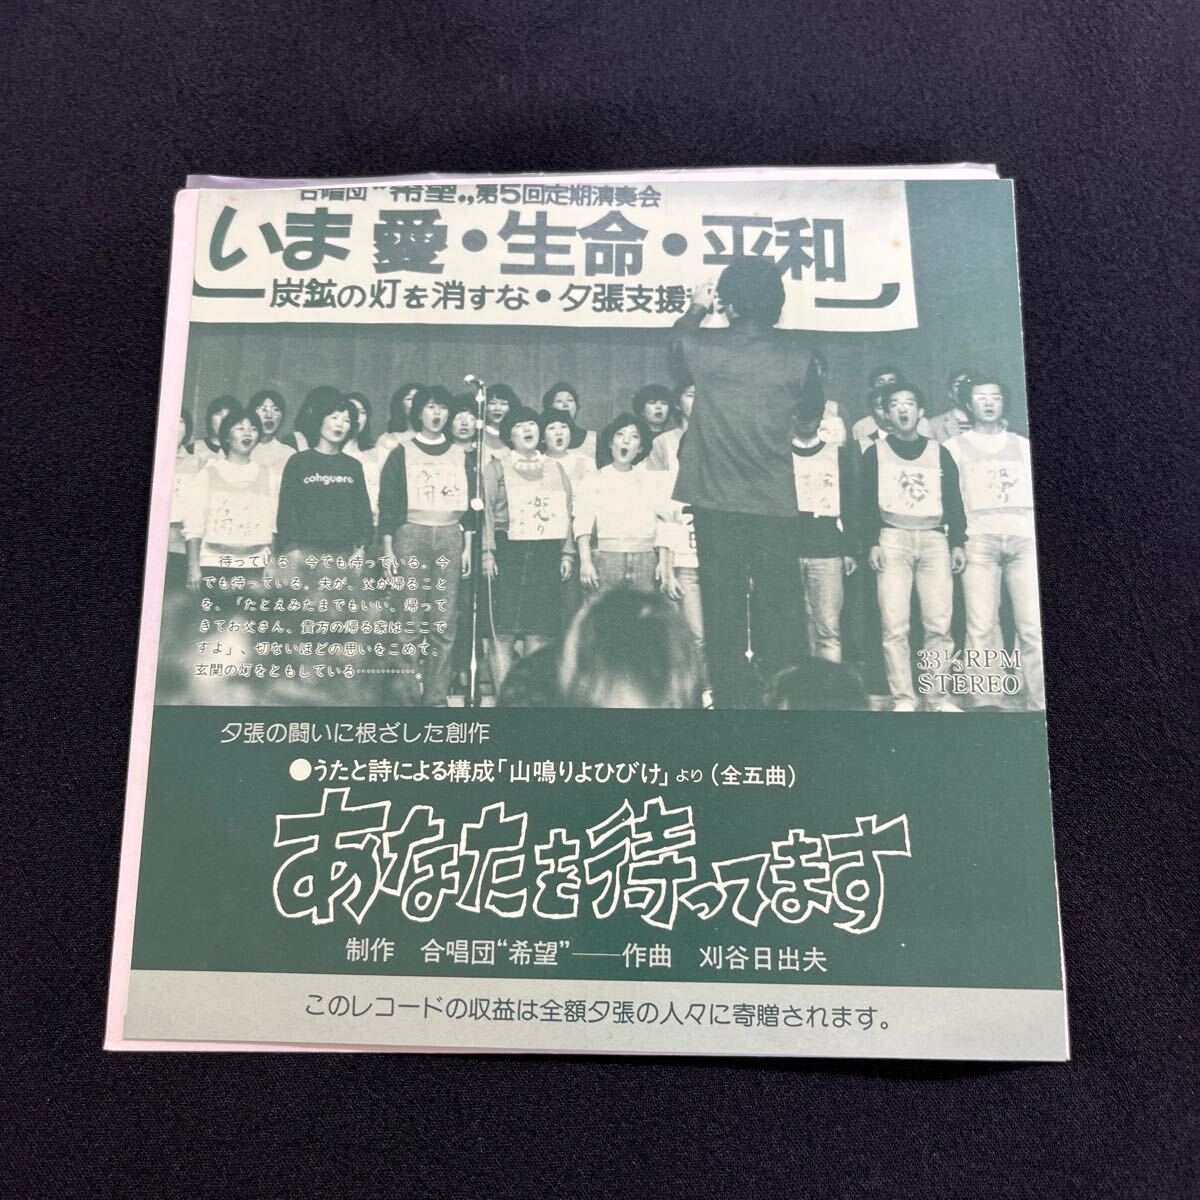 合唱団“希望”第5回定期演奏会
いま 愛・生命・平和
炭鉱の灯を消すな・夕張支援
cohguero
怒り
怒り
待っている、今でも待っている。今
でも待っている。夫が、父が帰ること
を、「たとえみたまでもいい、帰って
きてお父さん、貴方の帰る家はここで
すよ」、切ないほどの思いをこめて、
玄関の灯をともしている…………。
33⅓RPM
STEREO
夕張の闘いに根ざした創作
●うたと詩による構成「山鳴りよひびけ」より(全五曲)
あなたを待ってます
制作 合唱団“希望”──作曲 刈谷日出夫
このレコードの収益は全額夕張の人々に寄贈されます。